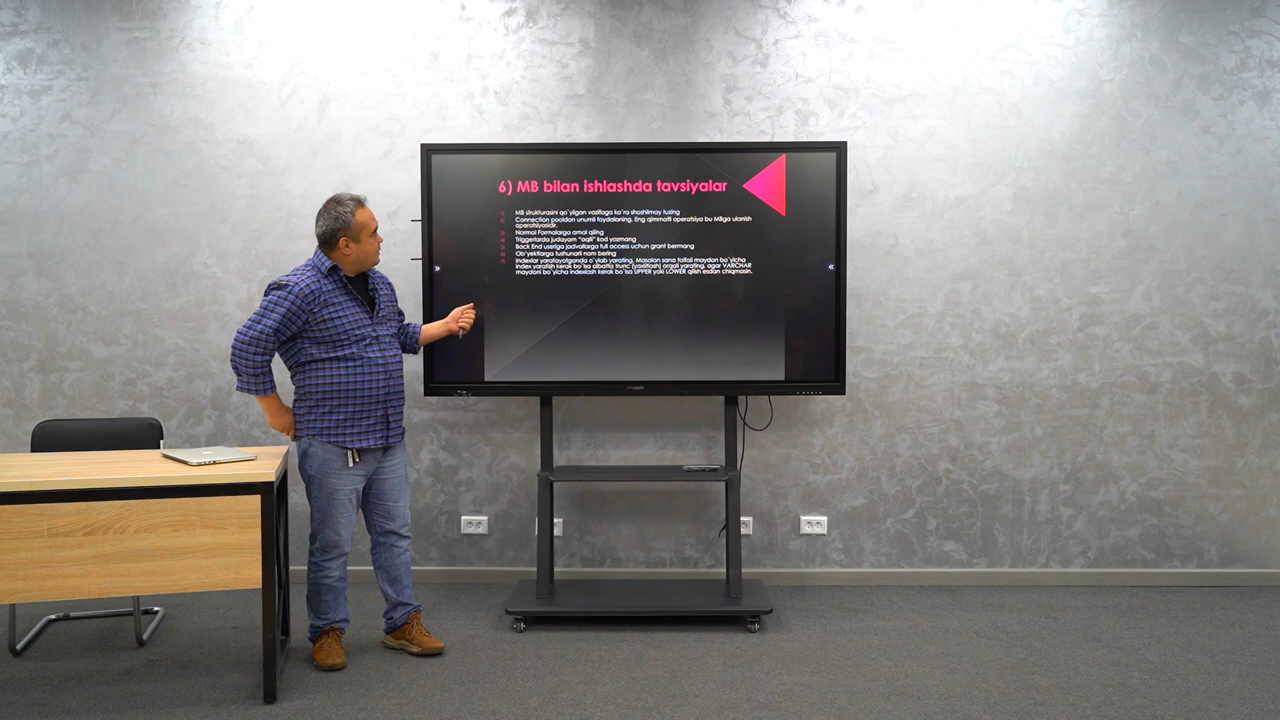 6) MB bilan ishlashda tavsiyalar
MB strukturasini qo`yilgan vazifaga ko`ra shoshilmay tuzing
Connection pooldan unumli foydalaning. Eng qimmatli operatsiya bu MBga ulanish
operatsiyasidir.
Normal Formalarga amal qiling
Triggerlarda judayam "aqlli" kod yozmang
Back End useriga jadvallarga full access uchun grant bermang
Ob`yektlarga tushunarli nom bering
Indexlar yaratayotganda o`ylab yarating. Masalan sana toifali maydon bo`yicha
index yaratish kerak bo`lsa albatta trunc (yaxlitlash) orqali yarating, agar VARCHAR
maydoni bo`yicha indexlash kerak bo`lsa UPPER yoki LOWER qilish esdan chiqmasin.